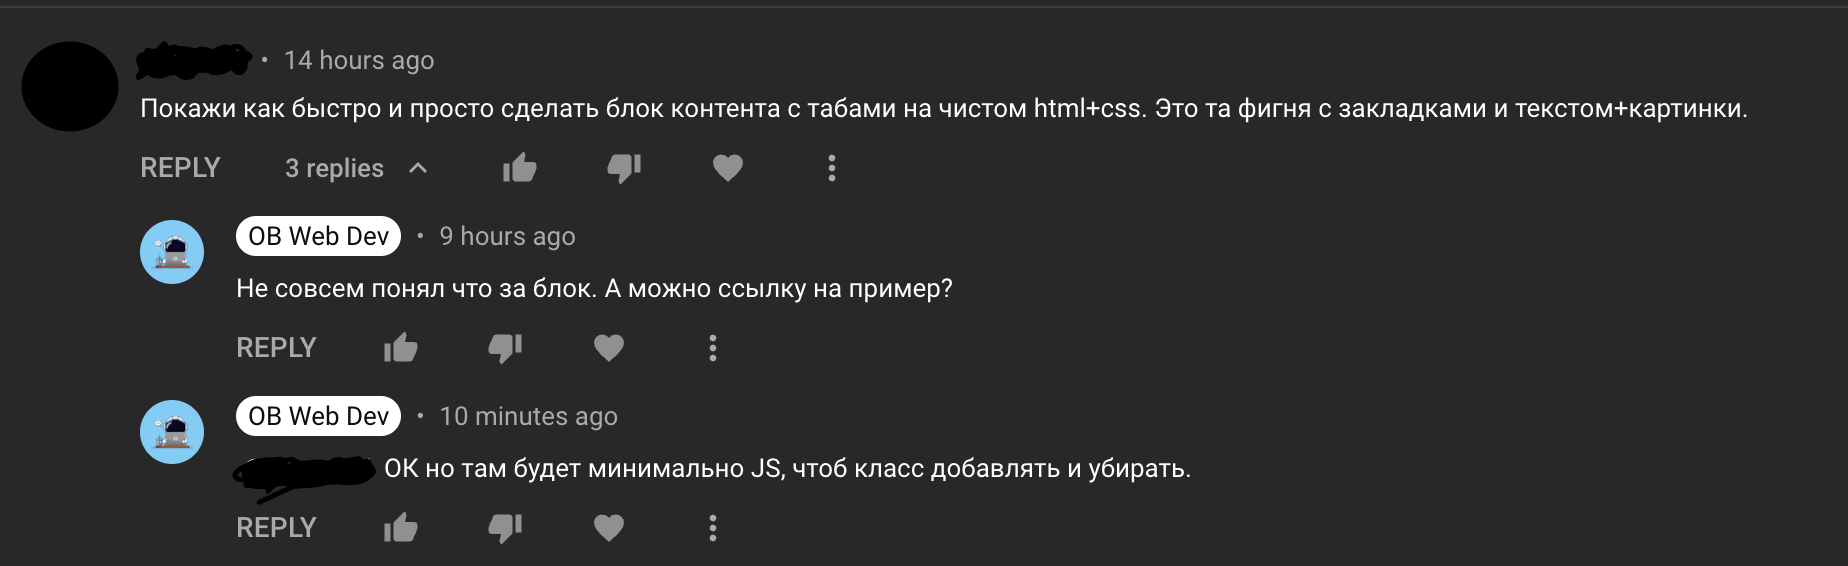 • 14 hours ago
Покажи как быстро и просто сделать блок контента с табами на чистом html+css. Это та фигня с закладками и текстом+картинки.
REPLY 3 replies
OB Web Dev • 9 hours ago
Не совсем понял что за блок. А можно ссылку на пример?
REPLY
OB Web Dev • 10 minutes ago
ОК но там будет минимально JS, чтоб класс добавлять и убирать.
REPLY